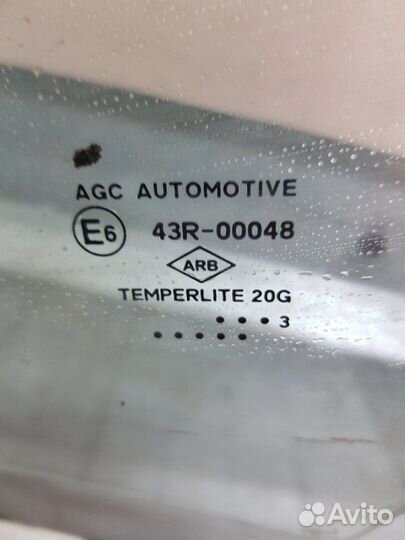 AGC AUTOMOTIVE
E6 43R-00048
ARB
TEMPERLITE 20G
• • • 3
• • • • •
Avito